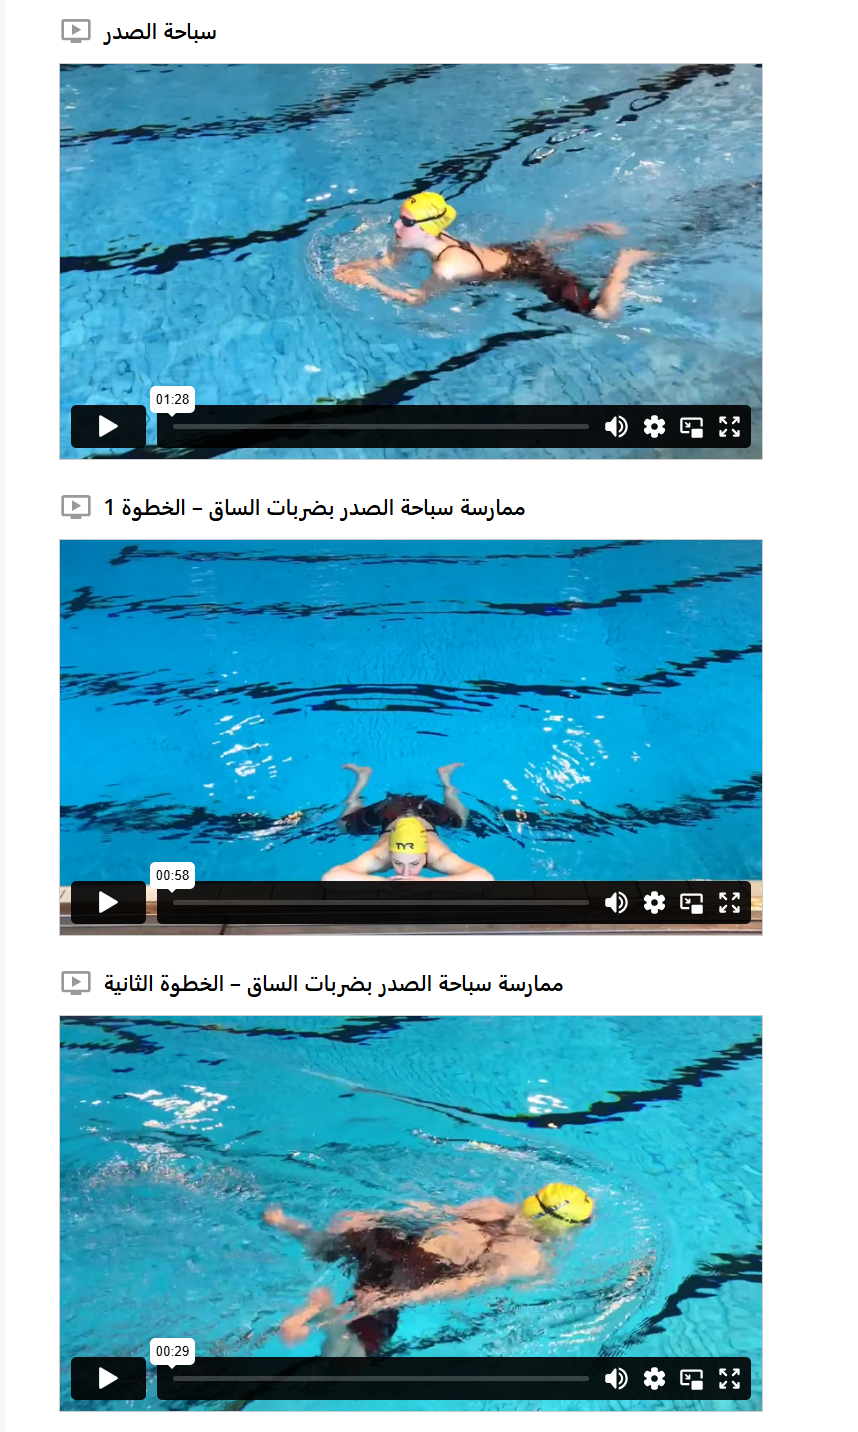 سباحة الصدر
01:28
ممارسة سباحة الصدر بضربات الساق – الخطوة 1
TYR
00:58
ممارسة سباحة الصدر بضربات الساق – الخطوة الثانية
00:29